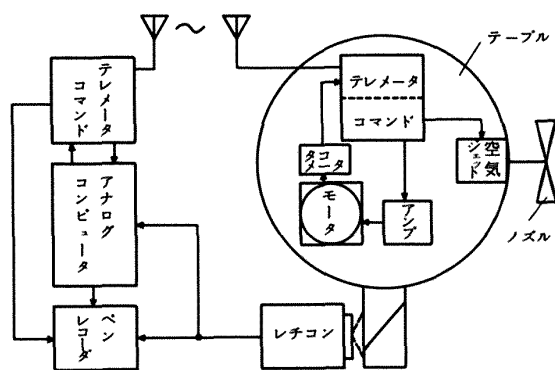 テレメータ
コマンド
アナログ
コンピュータ
ペン
レコーダ
テレメータ
コマンド
タコ
メータ
モータ
アンプ
空気
ジェット
テーブル
ノズル
レチコン